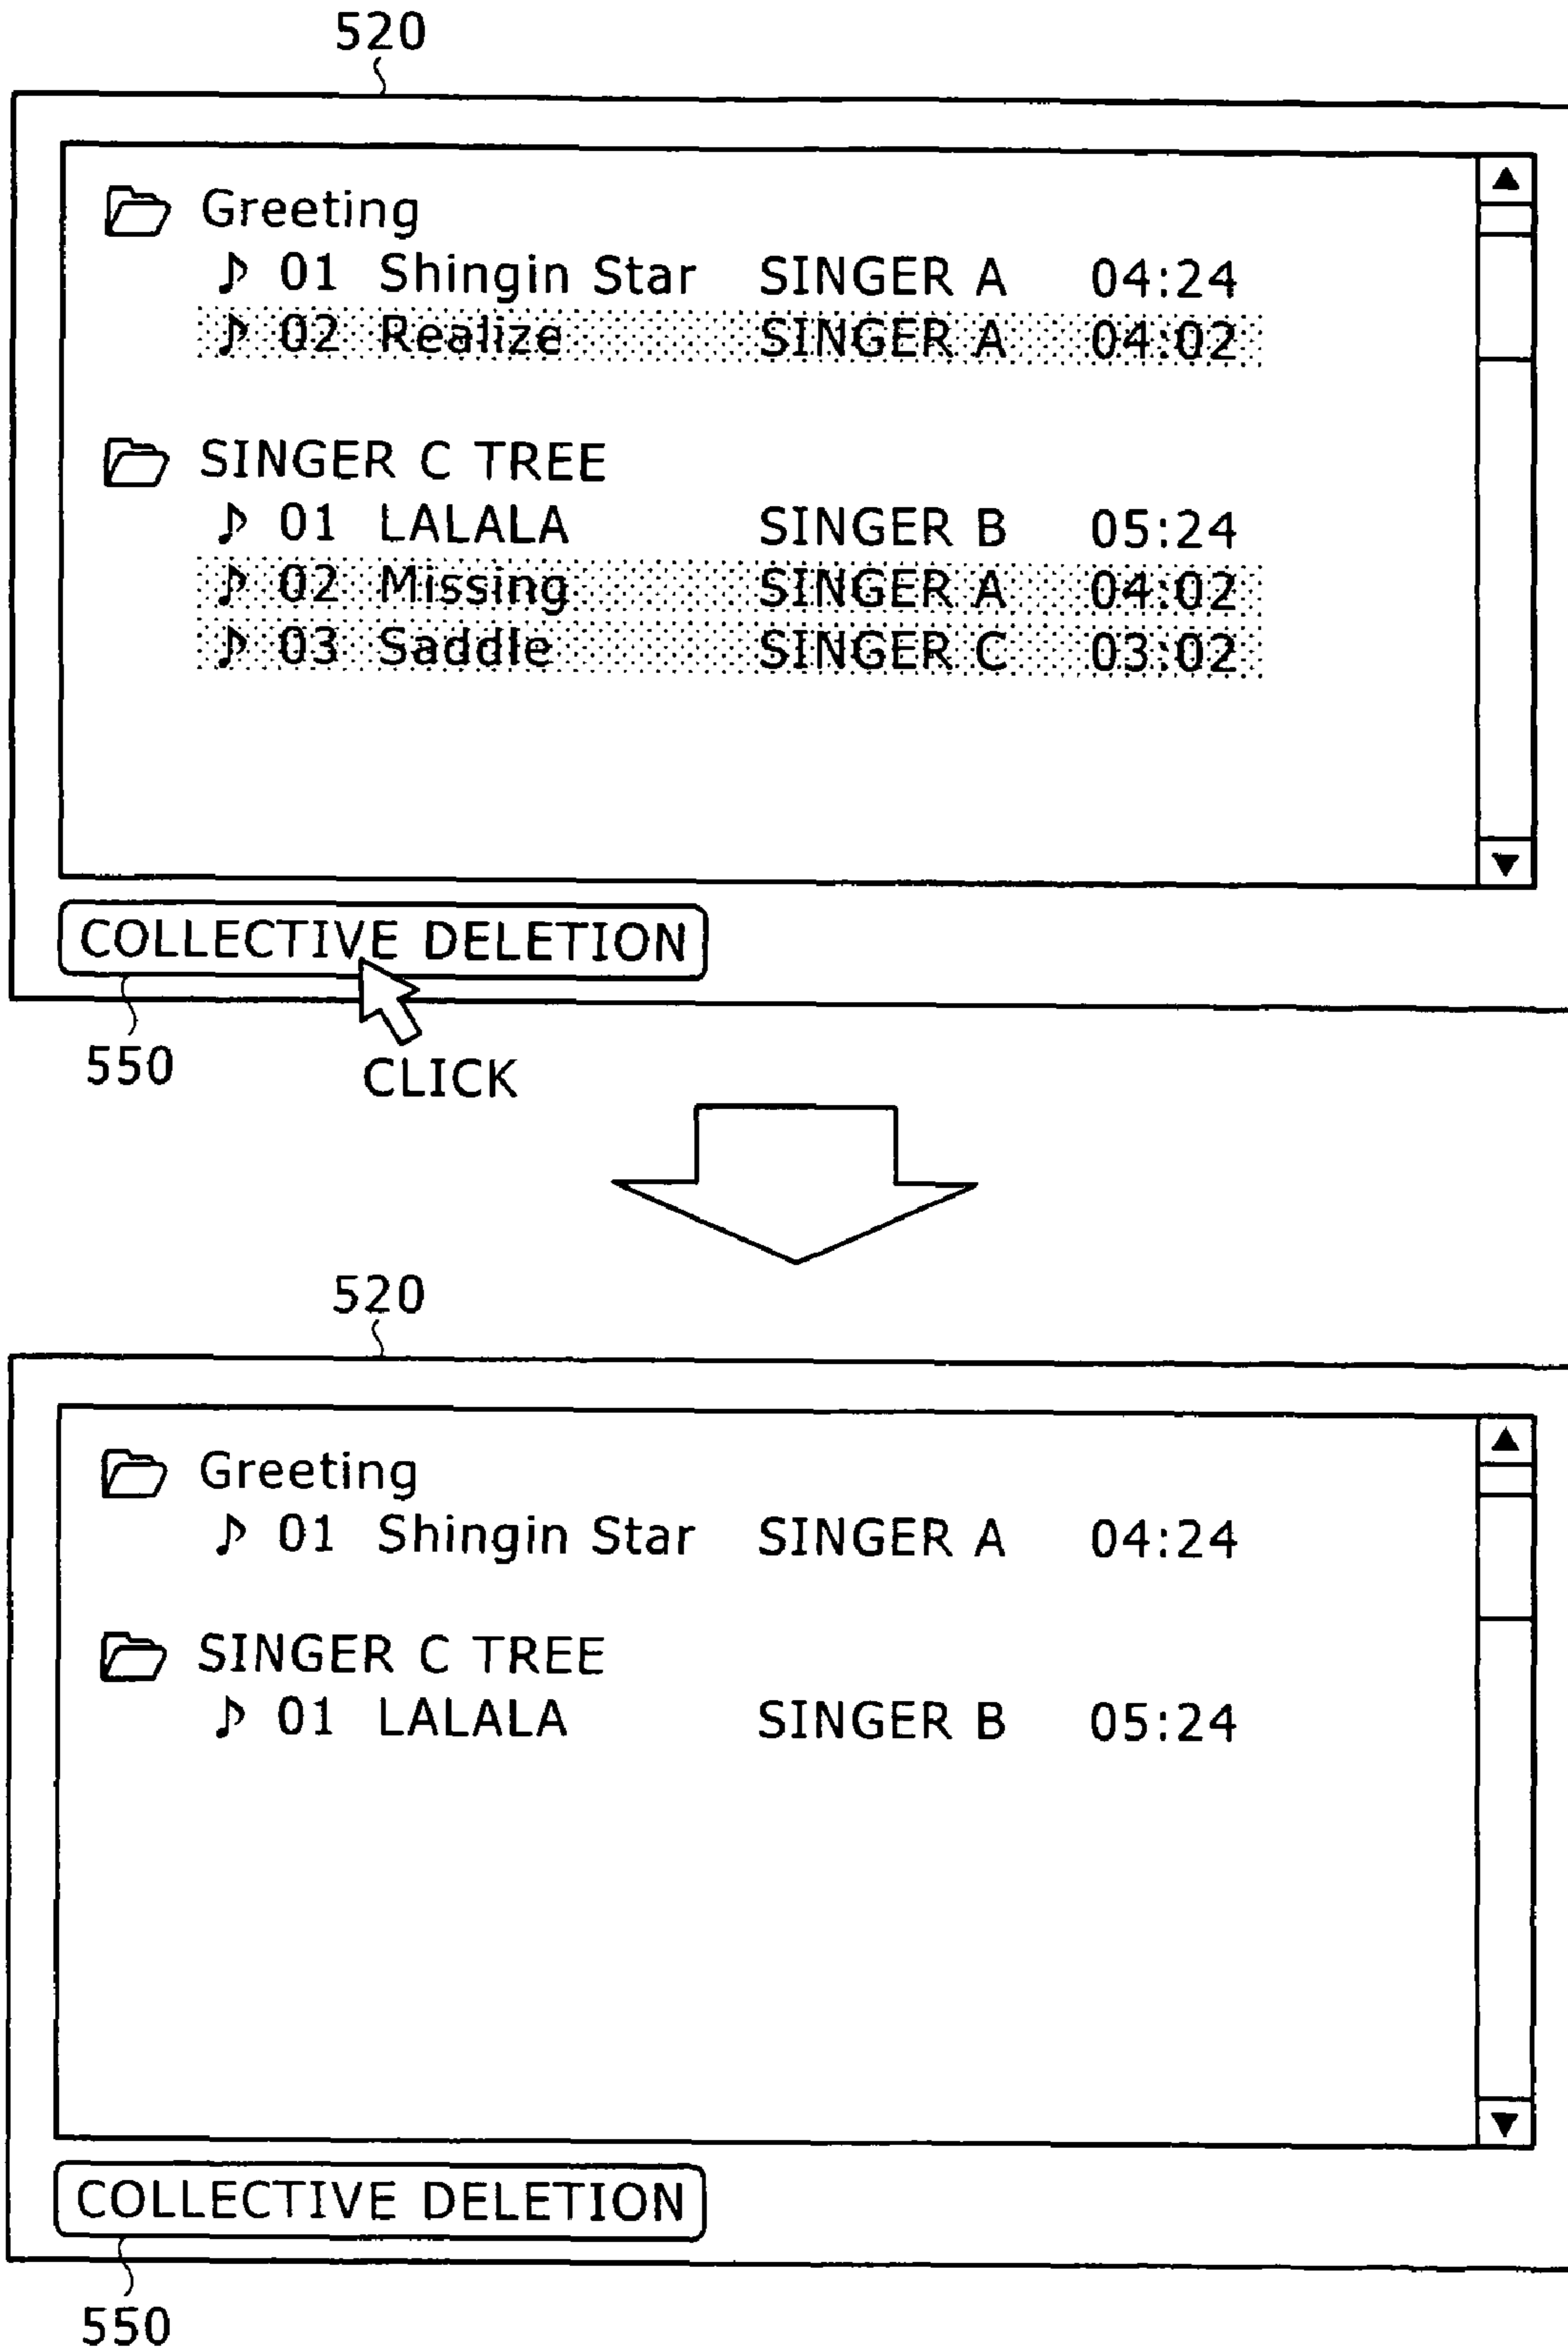 520
Greeting
01 Shingin Star SINGER A 04:24
02 Realize SINGER A 04:02
SINGER C TREE
01 LALALA SINGER B 05:24
02 Missing SINGER A 04:02
03 Saddle SINGER C 03:02
COLLECTIVE DELETION
550
CLICK
520
Greeting
01 Shingin Star SINGER A 04:24
SINGER C TREE
01 LALALA SINGER B 05:24
COLLECTIVE DELETION
550